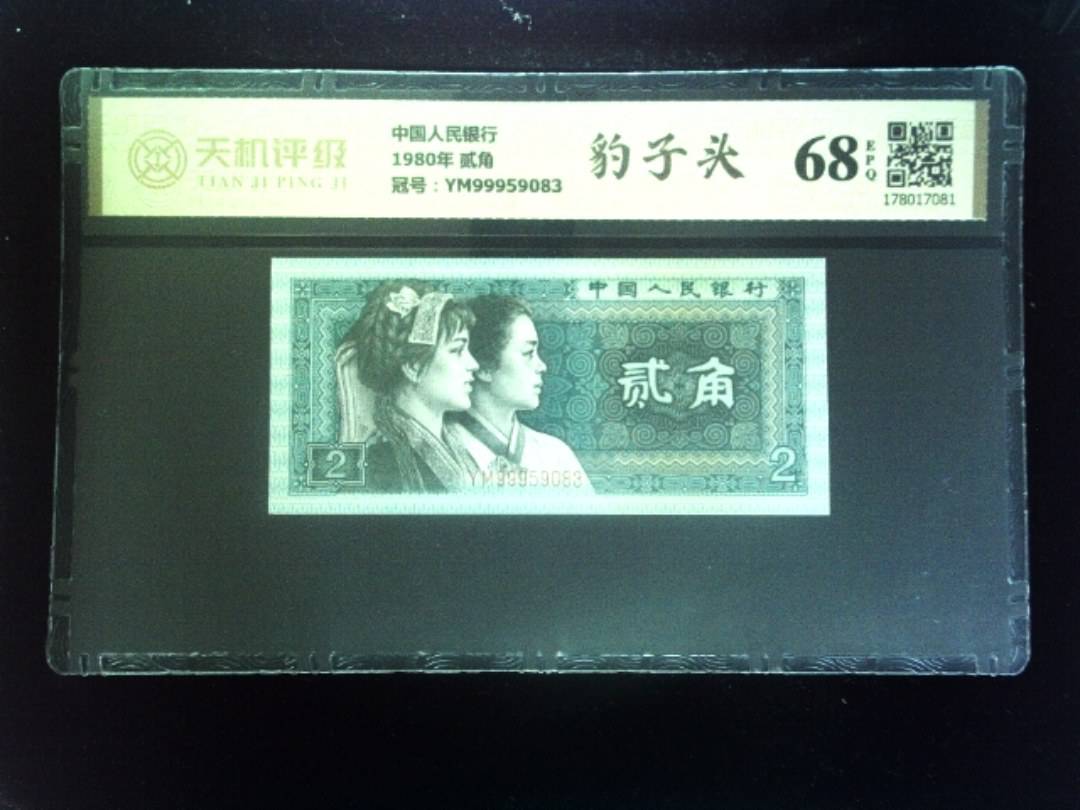 天机评级
TIAN JI PING JI
中国人民银行
1980年 贰角
冠号：YM99959083
豹子头
68
EPQ
178017081
中国人民银行
贰角
2
2
YM99959083